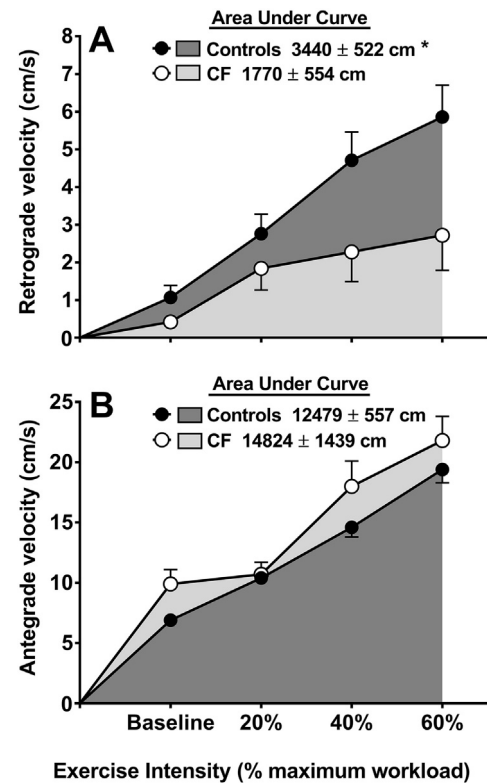 Area Under Curve
A
Controls 3440 ± 522 cm *
CF 1770 ± 554 cm
Retrograde velocity (cm/s)
8
7
6
5
4
3
2
1
0
Area Under Curve
B
Controls 12479 ± 557 cm
CF 14824 ± 1439 cm
Antegrade velocity (cm/s)
25
20
15
10
5
0
Baseline 20% 40% 60%
Exercise Intensity (% maximum workload)